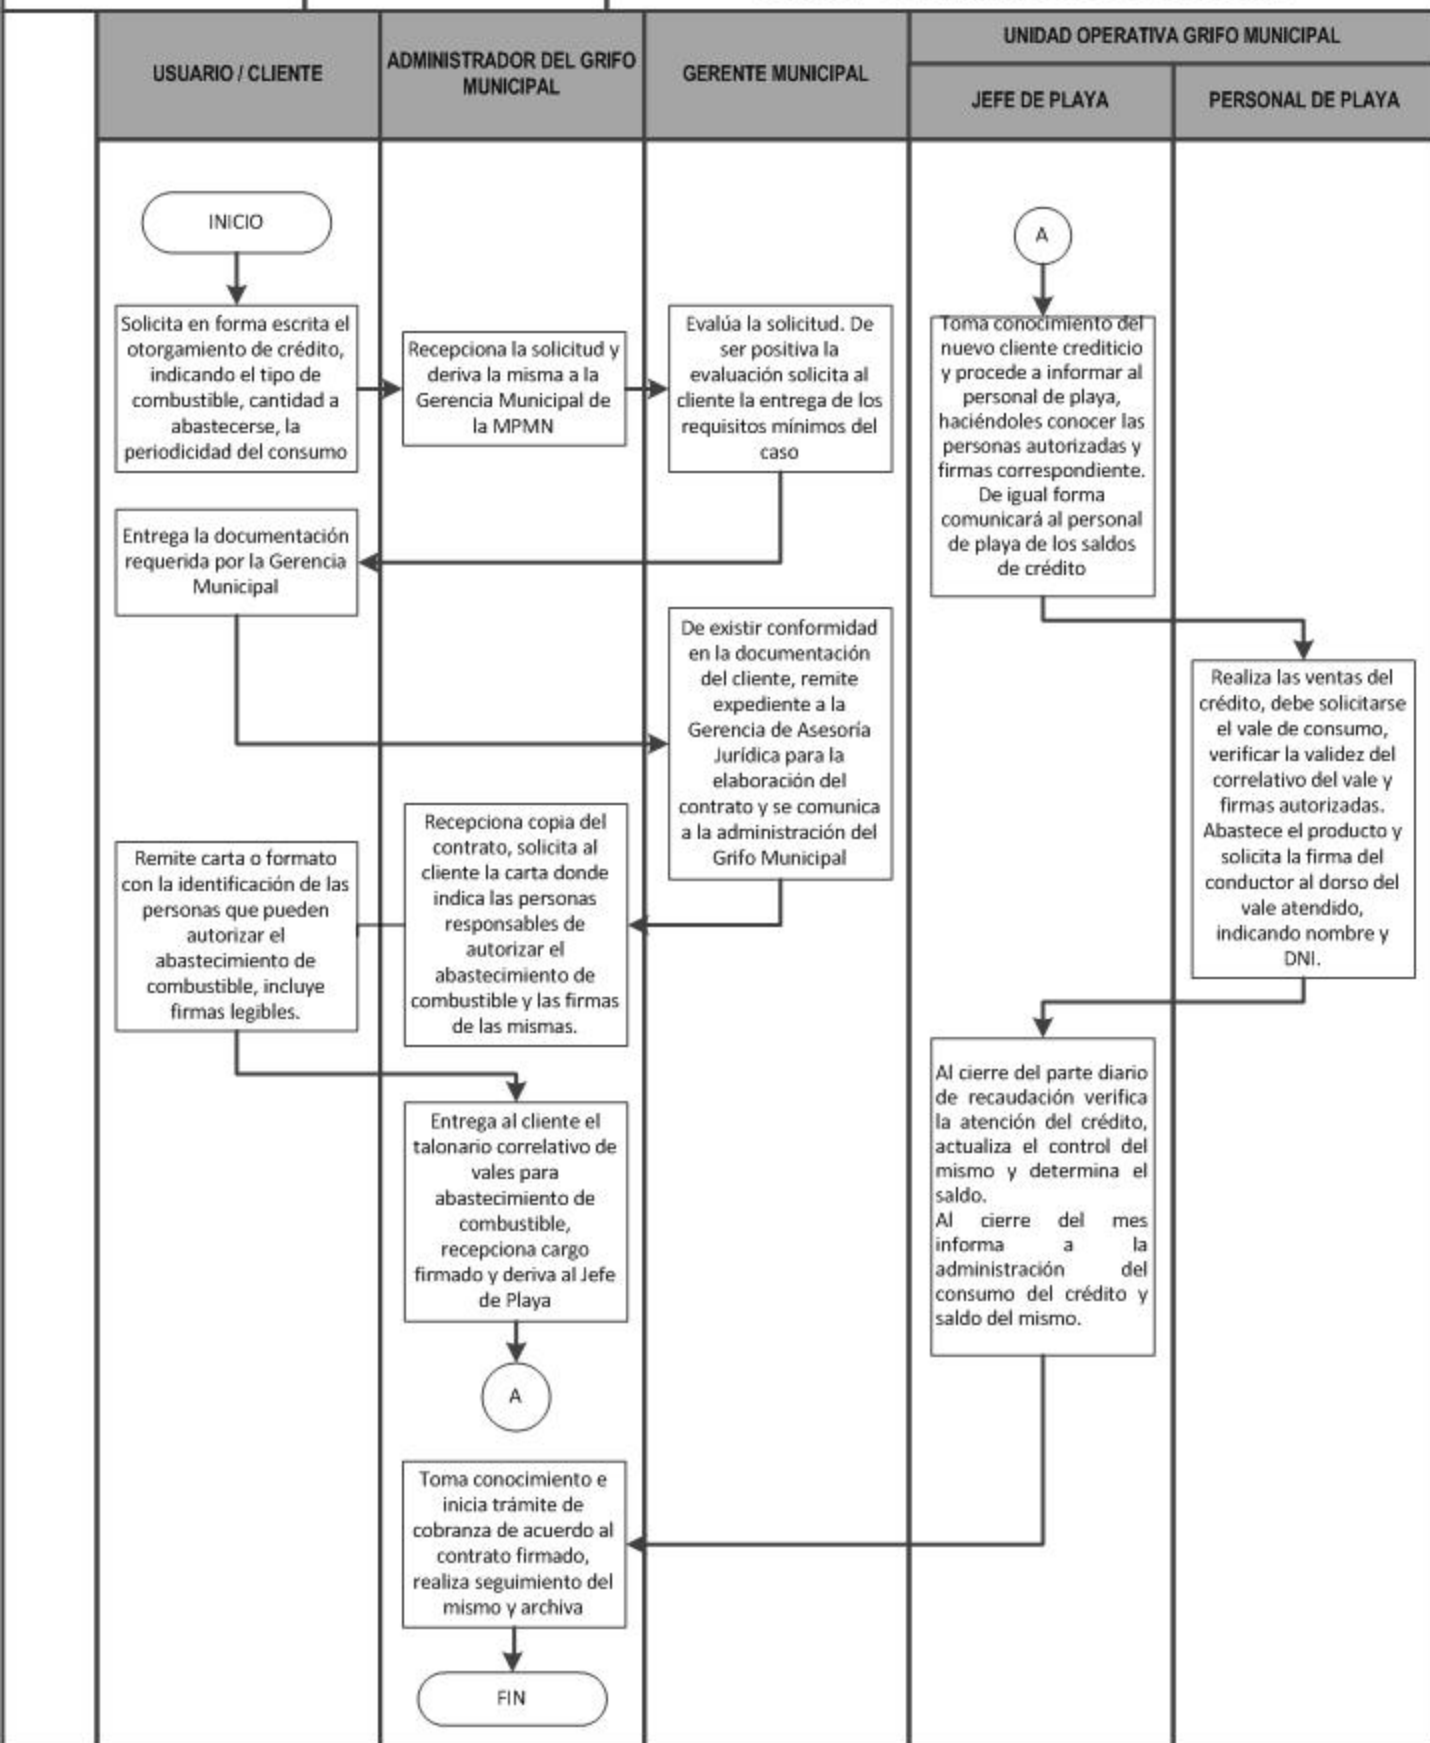 USUARIO / CLIENTE
ADMINISTRADOR DEL GRIFO
MUNICIPAL
GERENTE MUNICIPAL
UNIDAD OPERATIVA GRIFO MUNICIPAL
JEFE DE PLAYA
PERSONAL DE PLAYA
INICIO
Solicita en forma escrita el
otorgamiento de crédito,
indicando el tipo de
combustible, cantidad a
abastecerse, la
periodicidad del consumo
Recepciona la solicitud y
deriva la misma a la
Gerencia Municipal de
la MPMN
Evalúa la solicitud. De
ser positiva la
evaluación solicita al
cliente la entrega de los
requisitos mínimos del
caso
Entrega la documentación
requerida por la Gerencia
Municipal
De existir conformidad
en la documentación
del cliente, remite
expediente a la
Gerencia de Asesoría
Jurídica para la
elaboración del
contrato y se comunica
a la administración del
Grifo Municipal
Recepciona copia del
contrato, solicita al
cliente la carta donde
indica las personas
responsables de
autorizar el
abastecimiento de
combustible y las firmas
de las mismas.
Remite carta o formato
con la identificación de las
personas que pueden
autorizar el
abastecimiento de
combustible, incluye
firmas legibles.
Entrega al cliente el
talonario correlativo de
vales para
abastecimiento de
combustible,
recepciona cargo
firmado y deriva al Jefe
de Playa
A
A
Toma conocimiento del
nuevo cliente crediticio
y procede a informar al
personal de playa,
haciéndoles conocer las
personas autorizadas y
firmas correspondiente.
De igual forma
comunicará al personal
de playa de los saldos
de crédito
Realiza las ventas del
crédito, debe solicitarse
el vale de consumo,
verificar la validez del
correlativo del vale y
firmas autorizadas.
Abastece el producto y
solicita la firma del
conductor al dorso del
vale atendido,
indicando nombre y
DNI.
Al cierre del parte diario
de recaudación verifica
la atención del crédito,
actualiza el control del
mismo y determina el
saldo.
Al cierre del mes
informa a la
administración del
consumo del crédito y
saldo del mismo.
Toma conocimiento e
inicia trámite de
cobranza de acuerdo al
contrato firmado,
realiza seguimiento del
mismo y archiva
FIN